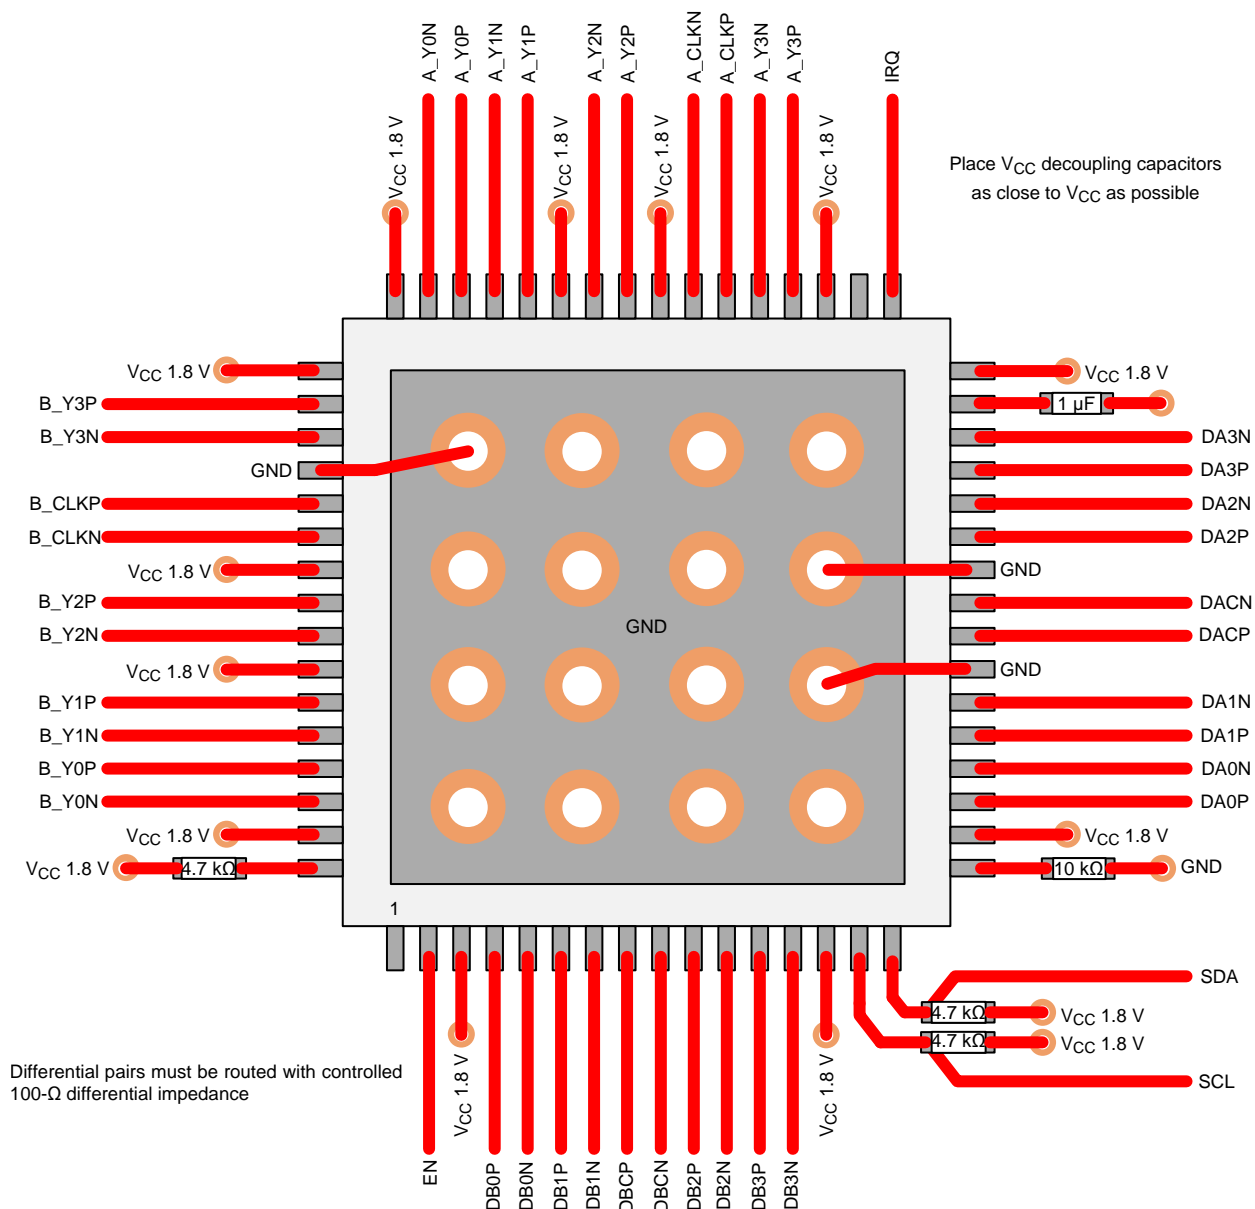 A_Y0N
A_Y0P
A_Y1N
A_Y1P
A_Y2N
A_Y2P
A_CLKN
A_CLKP
A_Y3N
A_Y3P
IRQ
VCC 1.8 V
VCC 1.8 V
VCC 1.8 V
VCC 1.8 V
Place VCC decoupling capacitors
as close to VCC as possible
VCC 1.8 V
B_Y3P
B_Y3N
GND
B_CLKP
B_CLKN
VCC 1.8 V
B_Y2P
B_Y2N
VCC 1.8 V
B_Y1P
B_Y1N
B_Y0P
B_Y0N
VCC 1.8 V
VCC 1.8 V
4.7 kΩ
GND
1
VCC 1.8 V
1 µF
DA3N
DA3P
DA2N
DA2P
GND
DACN
DACP
GND
DA1N
DA1P
DA0N
DA0P
VCC 1.8 V
10 kΩ
GND
SDA
4.7 kΩ
VCC 1.8 V
4.7 kΩ
VCC 1.8 V
SCL
Differential pairs must be routed with controlled
100-Ω differential impedance
VCC 1.8 V
VCC 1.8 V
EN
DB0P
DB0N
DB1P
DB1N
DBCP
DBCN
DB2P
DB2N
DB3P
DB3N